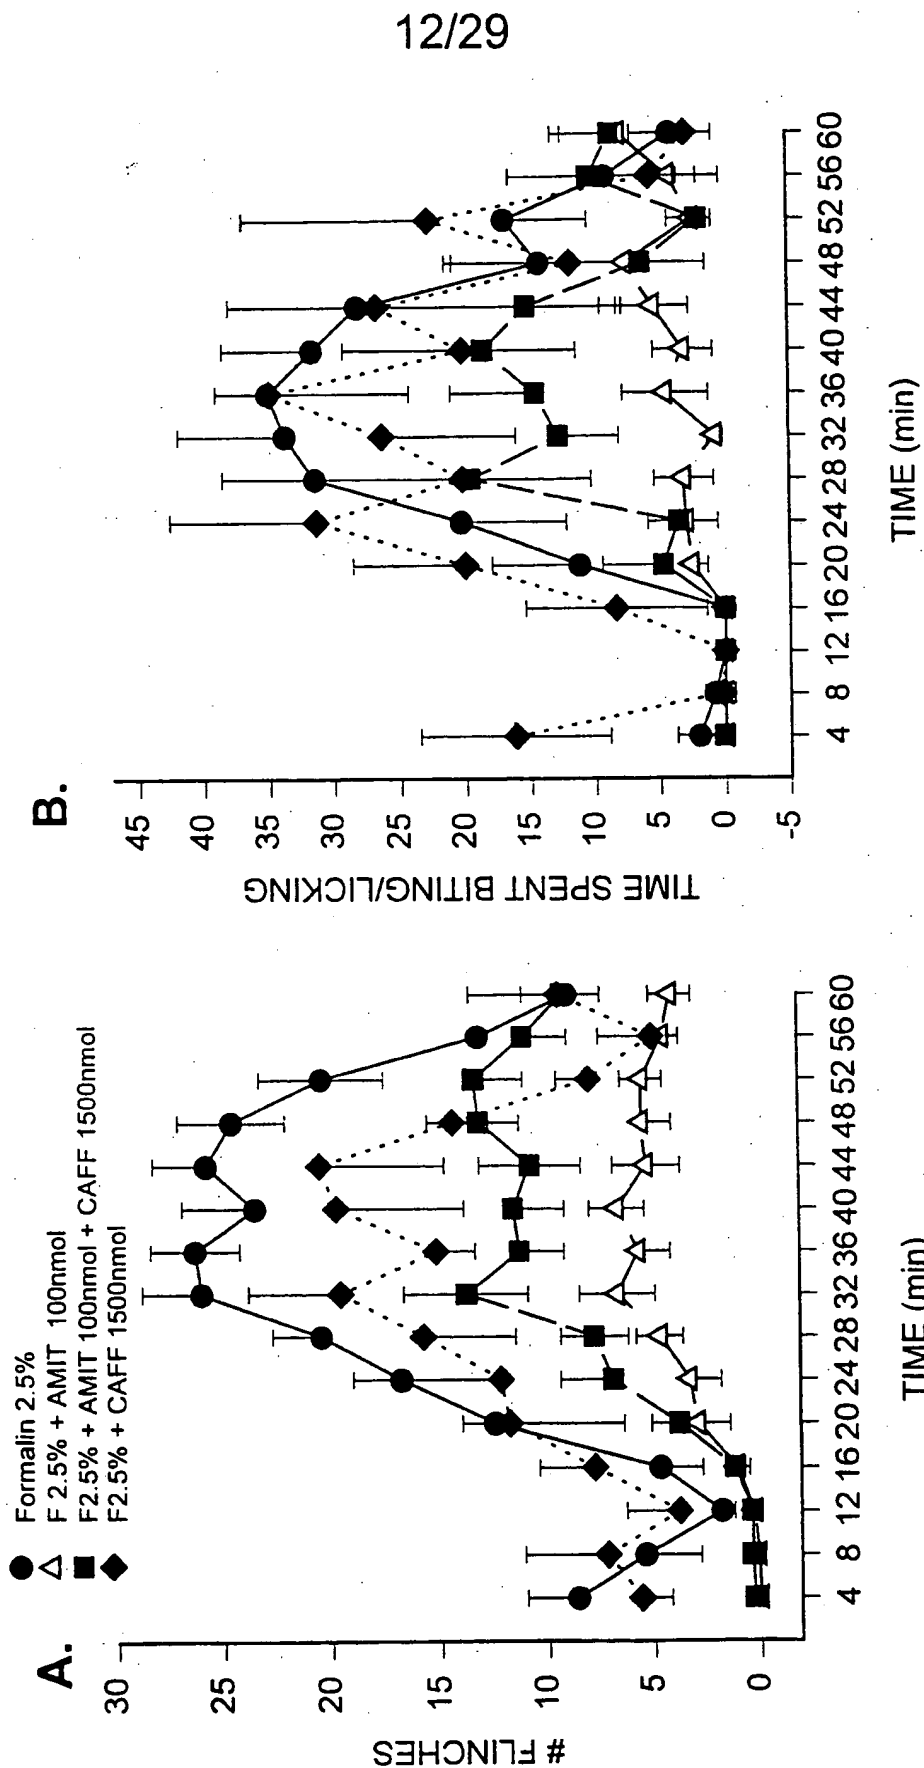 12/29
A.
Formalin 2.5%
F 2.5% + AMIT 100nmol
F2.5% + AMIT 100nmol + CAFF 1500nmol
F2.5% + CAFF 1500nmol
30
25
20
15
10
5
0
# FLINCHES
4 8 12 16 20 24 28 32 36 40 44 48 52 56 60
TIME (min)
B.
45
40
35
30
25
20
15
10
5
0
-5
TIME SPENT BITING/LICKING
4 8 12 16 20 24 28 32 36 40 44 48 52 56 60
TIME (min)